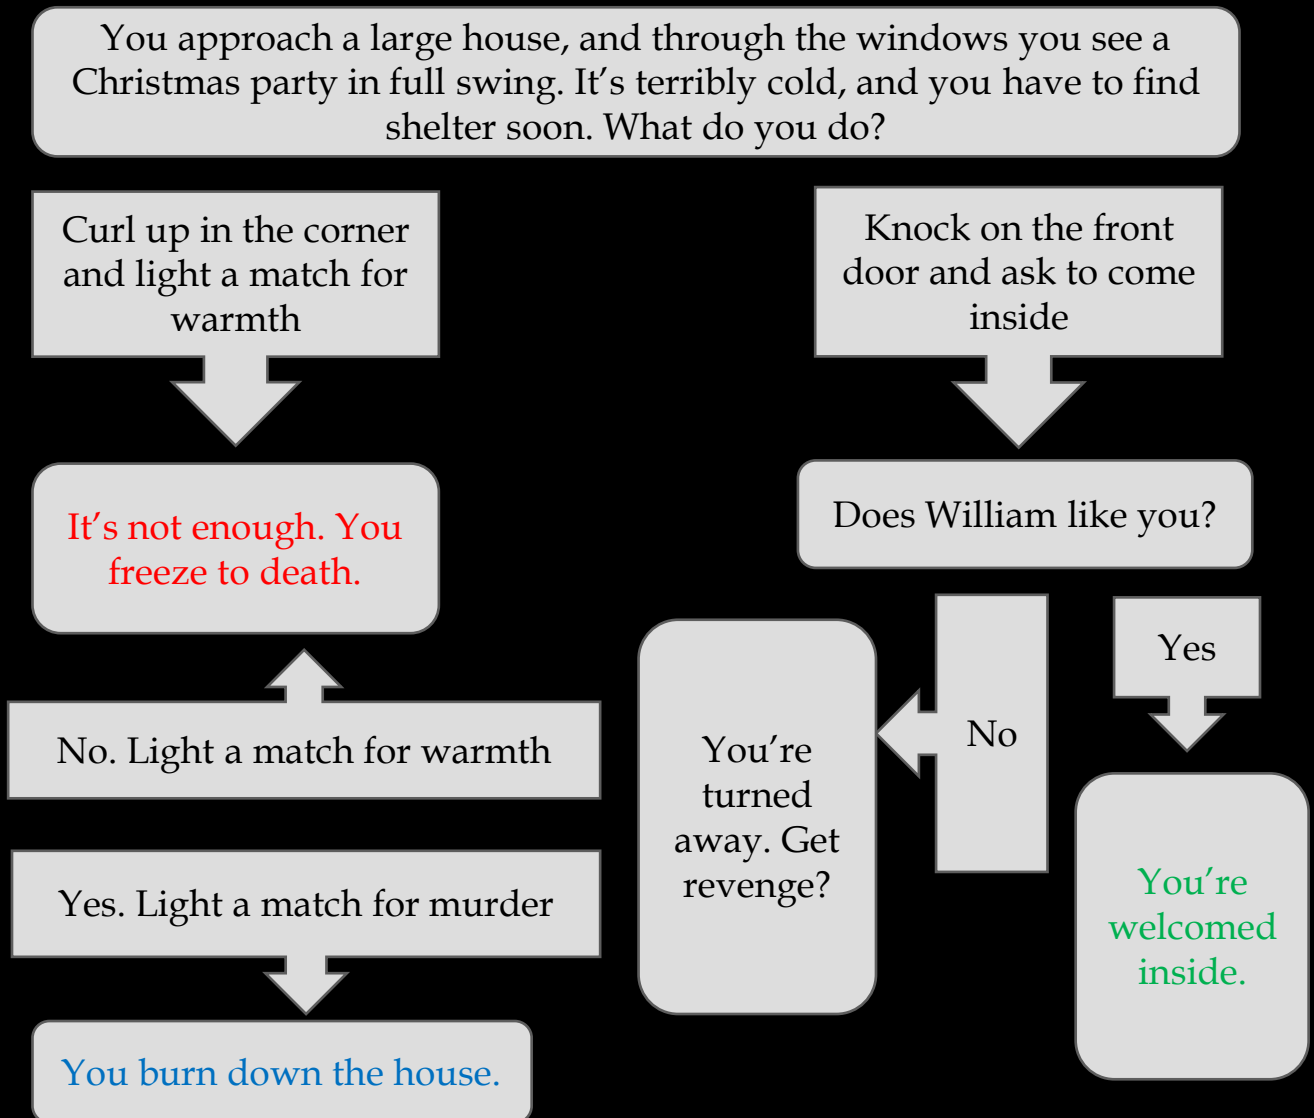 You approach a large house, and through the windows you see a
Christmas party in full swing. It’s terribly cold, and you have to find
shelter soon. What do you do?
Curl up in the corner
and light a match for
warmth
Knock on the front
door and ask to come
inside
It’s not enough. You
freeze to death.
Does William like you?
No
Yes
You’re
turned
away. Get
revenge?
You’re
welcomed
inside.
No. Light a match for warmth
Yes. Light a match for murder
You burn down the house.